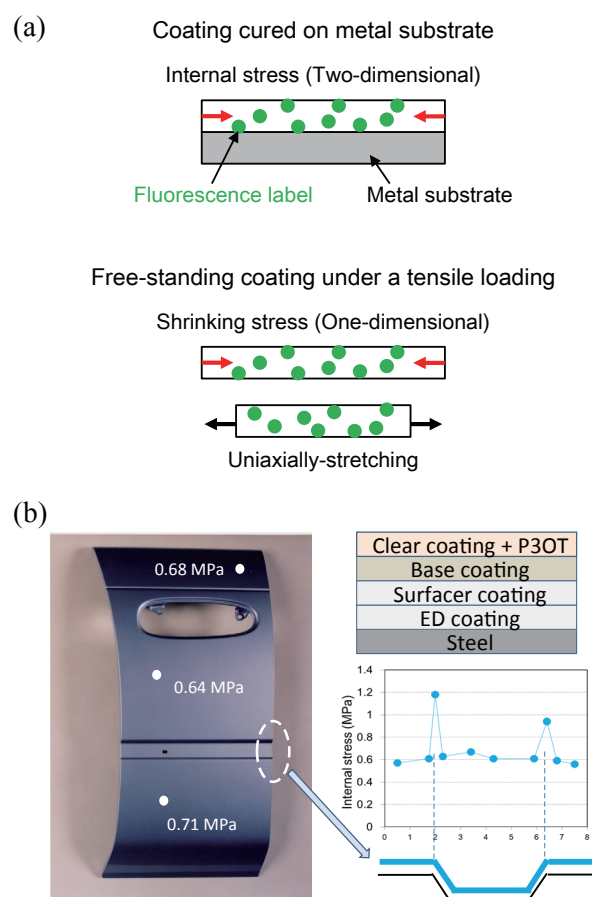 (a)
Coating cured on metal substrate
Internal stress (Two-dimensional)
Fluorescence label
Metal substrate
Free-standing coating under a tensile loading
Shrinking stress (One-dimensional)
Uniaxially-stretching
(b)
0.68 MPa
0.64 MPa
0.71 MPa
Clear coating + P3OT
Base coating
Surfacer coating
ED coating
Steel
Internal stress (MPa)
1.4
1.2
1
0.8
0.6
0.4
0.2
0
0 1 2 3 4 5 6 7 8